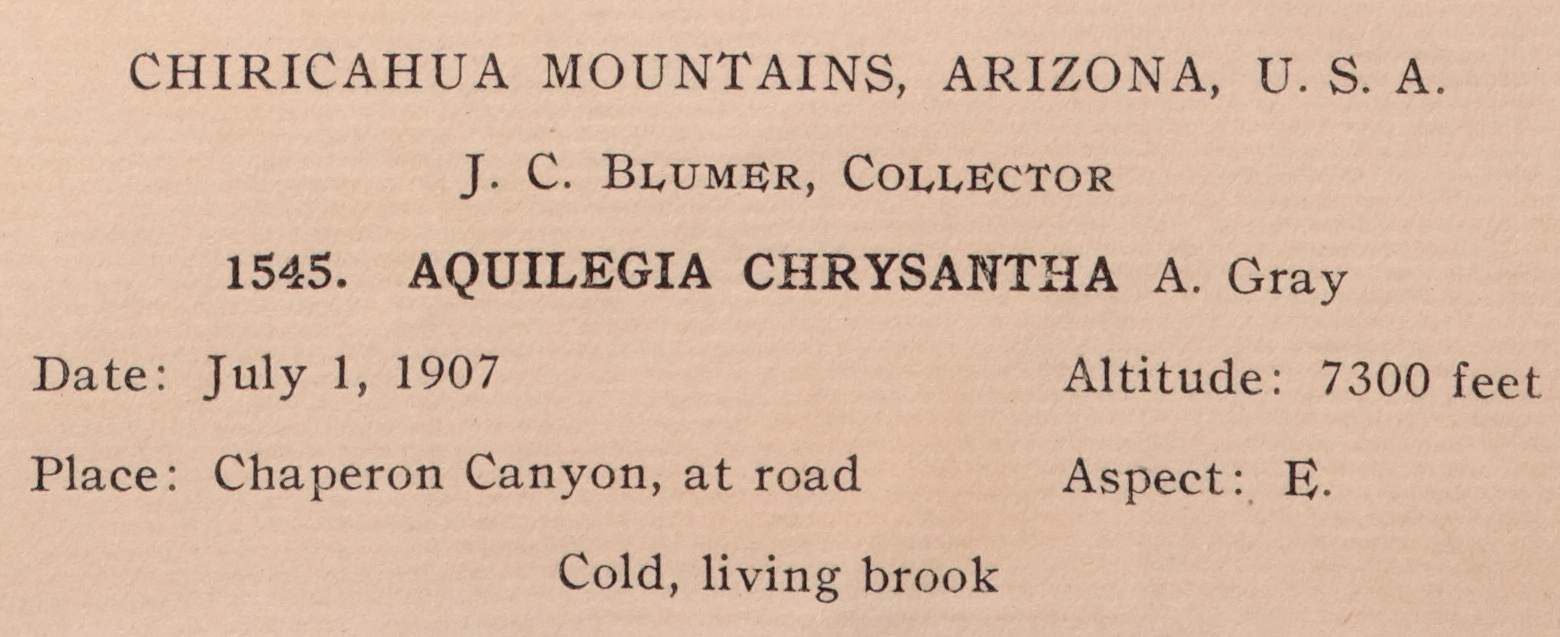 CHIRICAHUA MOUNTAINS, ARIZONA, U. S. A.
J. C. BLUMER, COLLECTOR
1545. AQUILEGIA CHRYSANTHA A. Gray
Date: July 1, 1907 Altitude: 7300 feet
Place: Chaperon Canyon, at road Aspect: E.
Cold, living brook